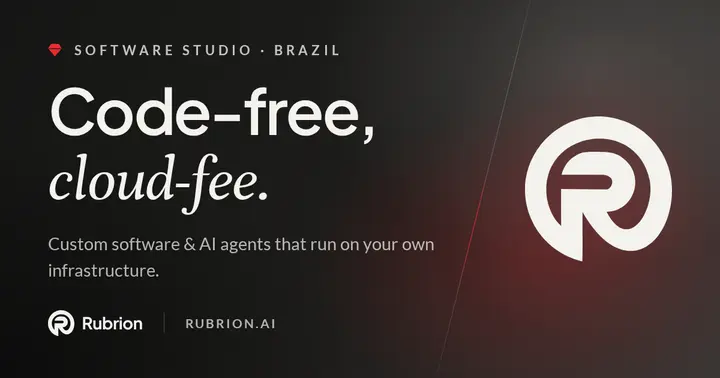 SOFTWARE STUDIO · BRAZIL
Code-free,
cloud-fee.
Custom software & AI agents that run on your own
infrastructure.
Rubrion
RUBRION.AI